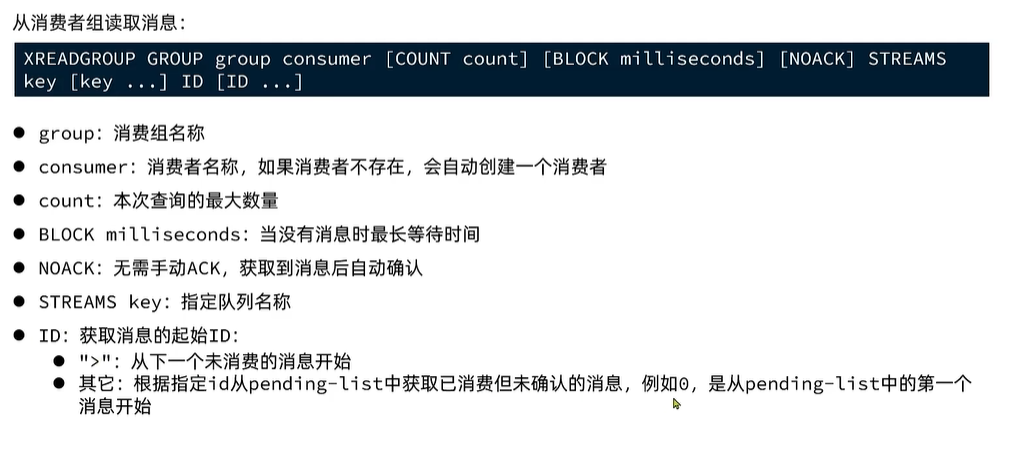 从消费者组读取消息：
XREADGROUP GROUP group consumer [COUNT count] [BLOCK milliseconds] [NOACK] STREAMS
key [key ...] ID [ID ...]
● group：消费组名称
● consumer：消费者名称，如果消费者不存在，会自动创建一个消费者
● count：本次查询的最大数量
● BLOCK milliseconds：当没有消息时最长等待时间
● NOACK：无需手动ACK，获取到消息后自动确认
● STREAMS key：指定队列名称
● ID：获取消息的起始ID：
● ">"：从下一个未消费的消息开始
● 其它：根据指定id从pending-list中获取已消费但未确认的消息，例如0，是从pending-list中的第一个
消息开始